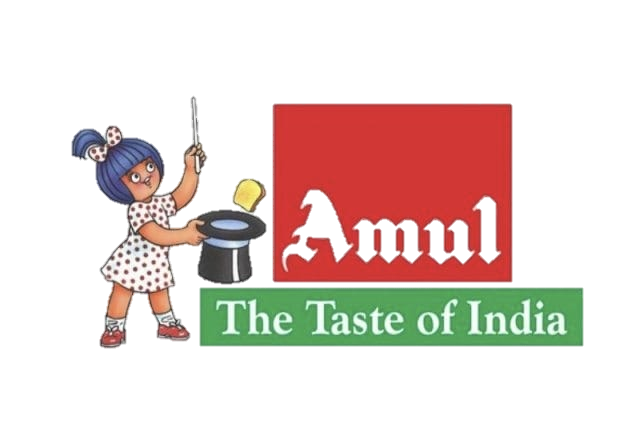 Amul
The Taste of India